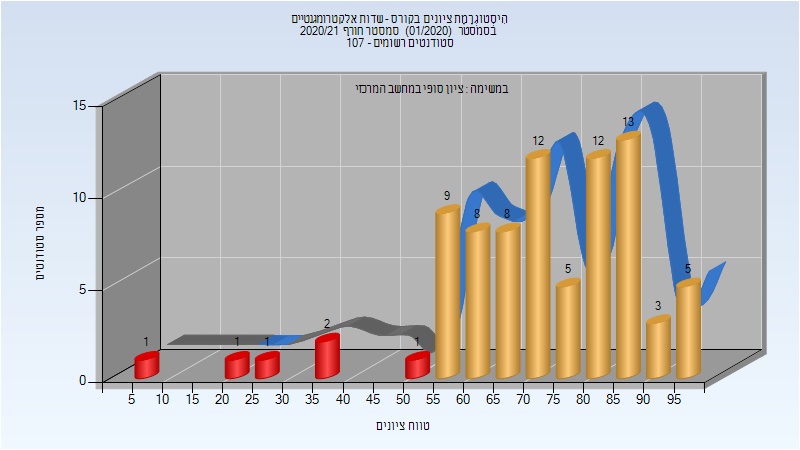 היסטוגרמת ציונים בקורס - שדות אלקטרומגנטיים
בסמסטר (01/2020) סמסטר חורף 2020/21
סטודנטים רשומים - 107
במשימה : ציון סופי במחשב המרכזי
15
10
5
0
מספר סטודנטים
1 1 1 2 1 9 8 8 12 5 12 13 3 5
5 10 15 20 25 30 35 40 45 50 55 60 65 70 75 80 85 90 95
טווח ציונים